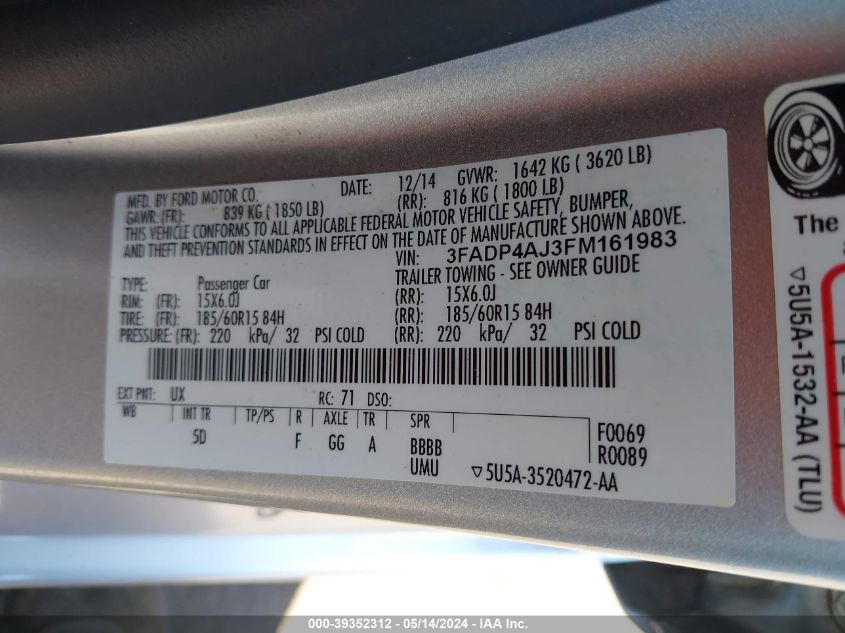 MFD. BY FORD MOTOR CO.
DATE: 12/14 GVWR: 1642 KG ( 3620 LB)
GAWR: (FR): 839 KG ( 1850 LB) (RR): 816 KG ( 1800 LB)
THIS VEHICLE CONFORMS TO ALL APPLICABLE FEDERAL MOTOR VEHICLE SAFETY, BUMPER,
AND THEFT PREVENTION STANDARDS IN EFFECT ON THE DATE OF MANUFACTURE SHOWN ABOVE.
VIN: 3FADP4AJ3FM161983
TYPE: Passenger Car TRAILER TOWING - SEE OWNER GUIDE
RIM: (FR): 15X6.0J (RR): 15X6.0J
TIRE: (FR): 185/60R15 84H (RR): 185/60R15 84H
PRESSURE: (FR): 220 kPa/ 32 PSI COLD (RR): 220 kPa/ 32 PSI COLD
EXT PNT: UX RC: 71 DSO:
WB INT TR TP/PS R AXLE TR SPR
5D F GG A BBBB
UMU
F0069
R0089
▽5U5A-3520472-AA
The
▽5U5A-1532-AA (TLU)
000-39352312 - 05/14/2024 - IAA Inc.